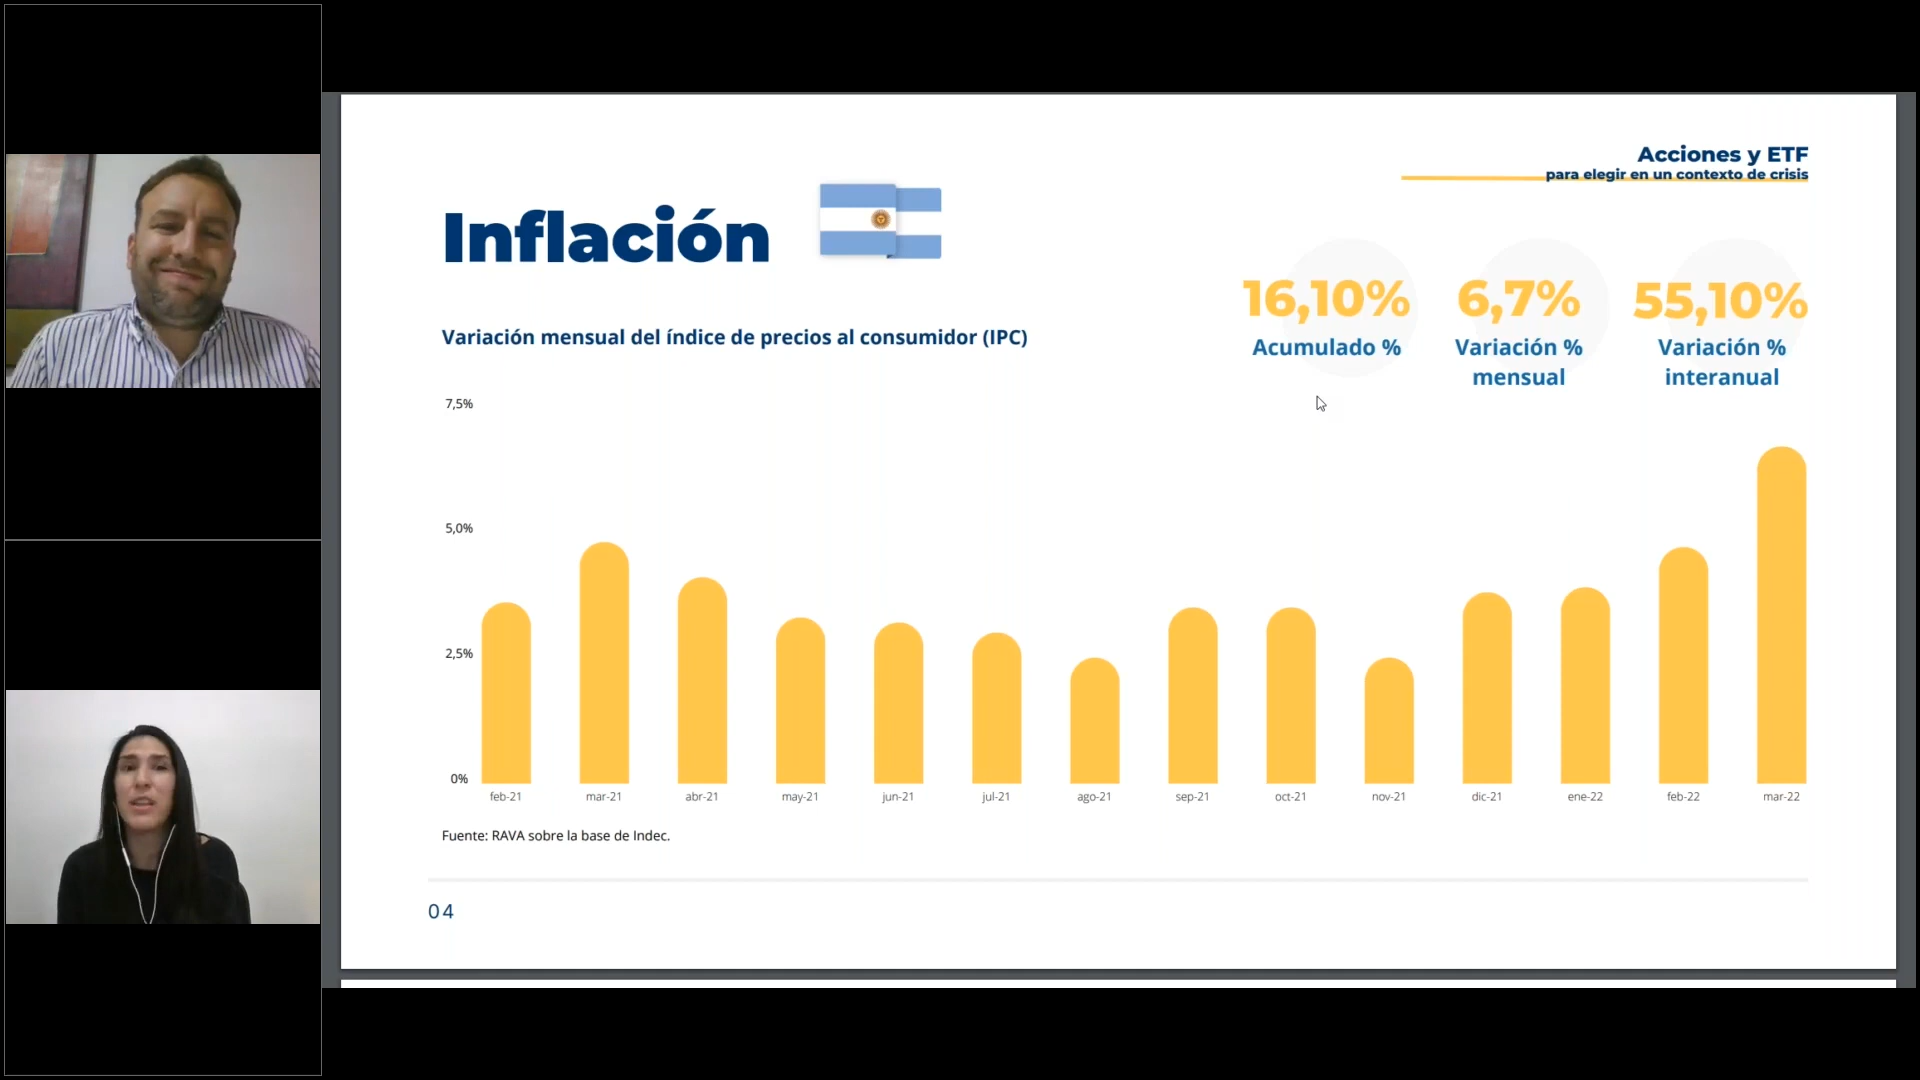 Acciones y ETF
para elegir en un contexto de crisis
Inflación
16,10%
Acumulado %
6,7%
Variación %
mensual
55,10%
Variación %
interanual
Variación mensual del índice de precios al consumidor (IPC)
7,5%
5,0%
2,5%
0%
feb-21 mar-21 abr-21 may-21 jun-21 jul-21 ago-21 sep-21 oct-21 nov-21 dic-21 ene-22 feb-22 mar-22
Fuente: RAVA sobre la base de Indec.
04